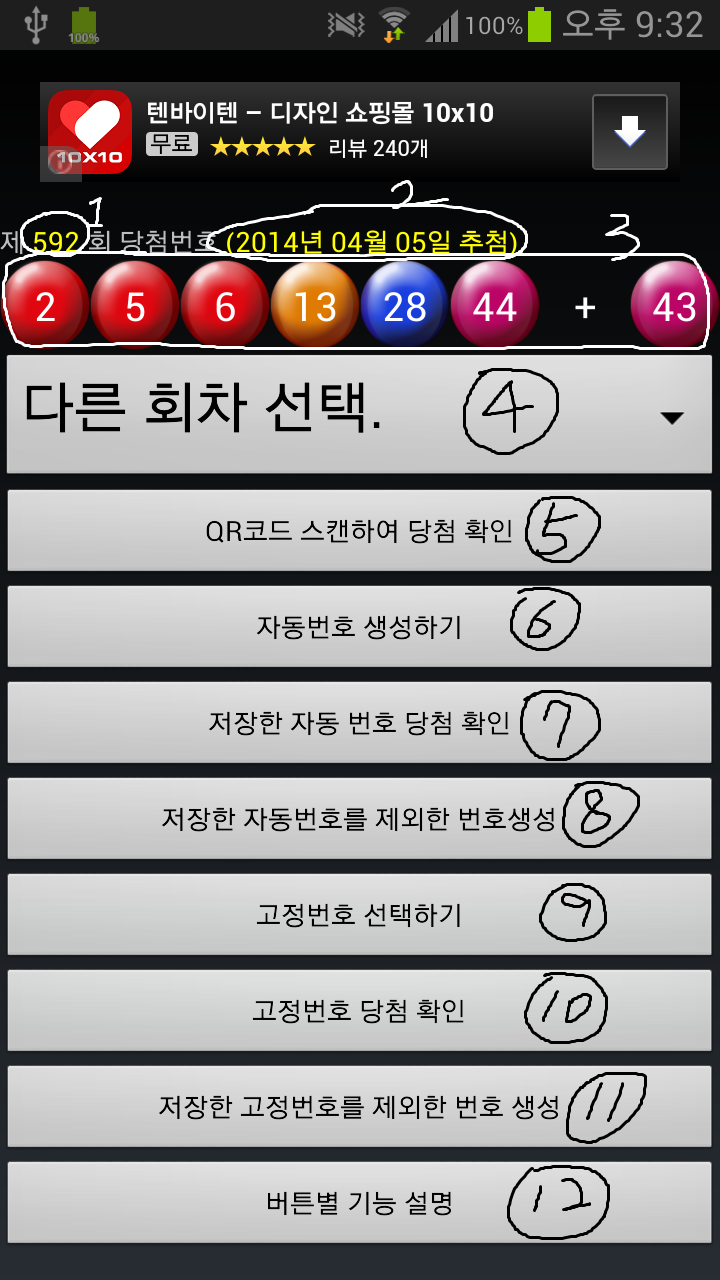 100%
100% 오후 9:32
텐바이텐 – 디자인 쇼핑몰 10x10
무료 ★★★★★ 리뷰 240개
10X10
1 2 3
제 592 회 당첨번호 (2014년 04월 05일 추첨)
2 5 6 13 28 44 + 43
다른 회차 선택. 4
QR코드 스캔하여 당첨 확인 5
자동번호 생성하기 6
저장한 자동 번호 당첨 확인 7
저장한 자동번호를 제외한 번호생성 8
고정번호 선택하기 9
고정번호 당첨 확인 10
저장한 고정번호를 제외한 번호 생성 11
버튼별 기능 설명 12